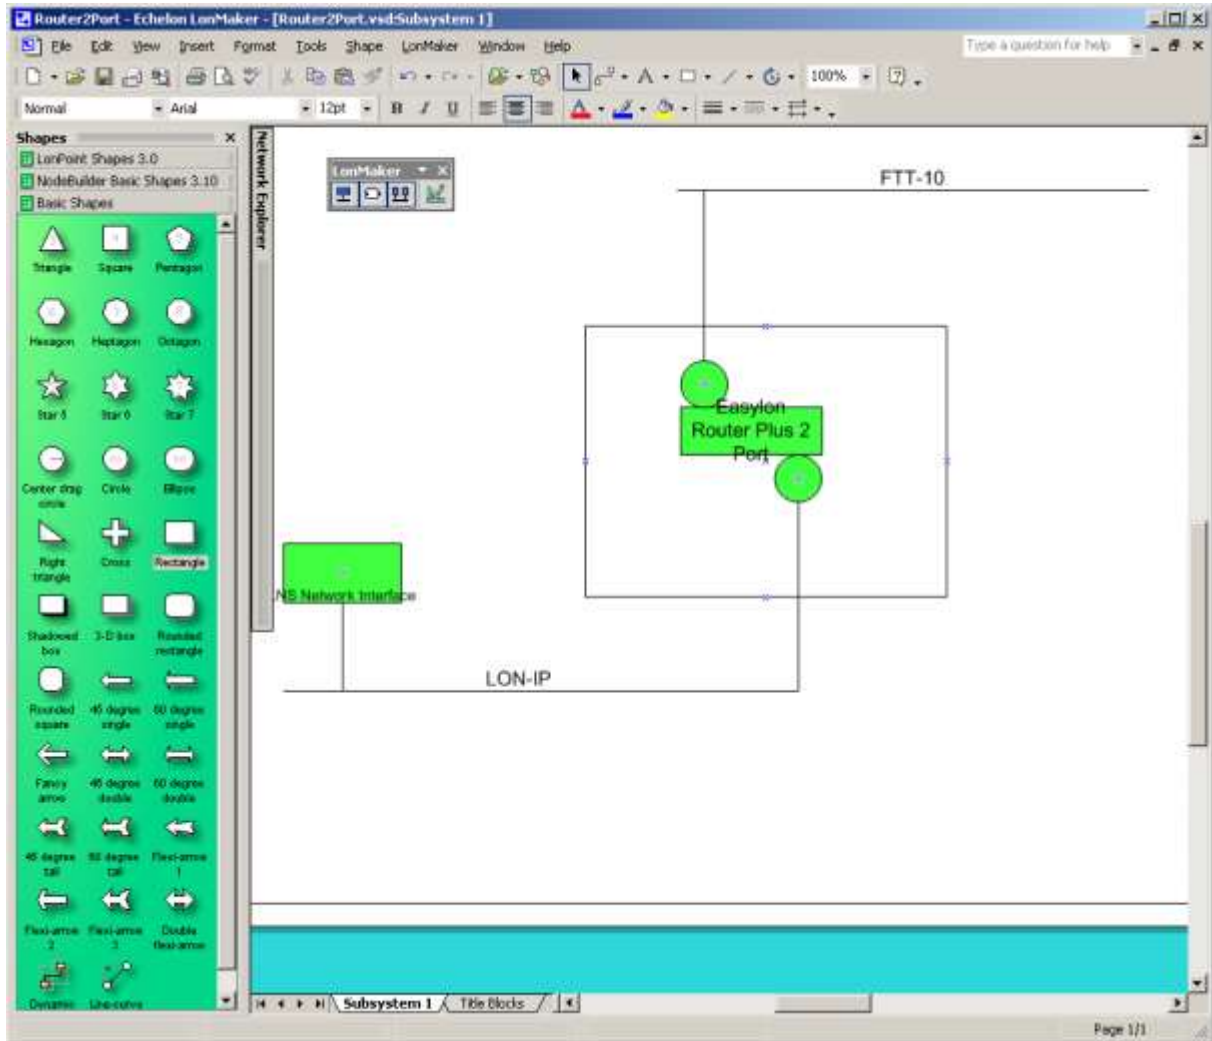 Router2Port - Echelon LonMaker - [Router2Port.vsd:Subsystem 1]
File Edit View Insert Format Tools Shape LonMaker Window Help Type a question for help
100%
Normal Arial 12pt B I U
Shapes
LonPoint Shapes 3.0
NodeBuilder Basic Shapes 3.10
Basic Shapes
Triangle Square Pentagon
Hexagon Heptagon Octagon
Star 5 Star 6 Star 7
Center drag circle Circle Ellipse
Right triangle Cross Rectangle
Shadowed box 3-D box Rounded rectangle
Rounded square 45 degree single 60 degree single
Fancy arrow 45 degree double 60 degree double
45 degree tail 60 degree tail Flexi-arrow 1
Flexi-arrow 2 Flexi-arrow 3 Double flexi-arrow
Dynamic Line-curve
Network Explorer
LonMaker
FTT-10
Easylon
Router Plus 2
Port
NS Network Interface
LON-IP
Subsystem 1 Title Blocks
Page 1/1